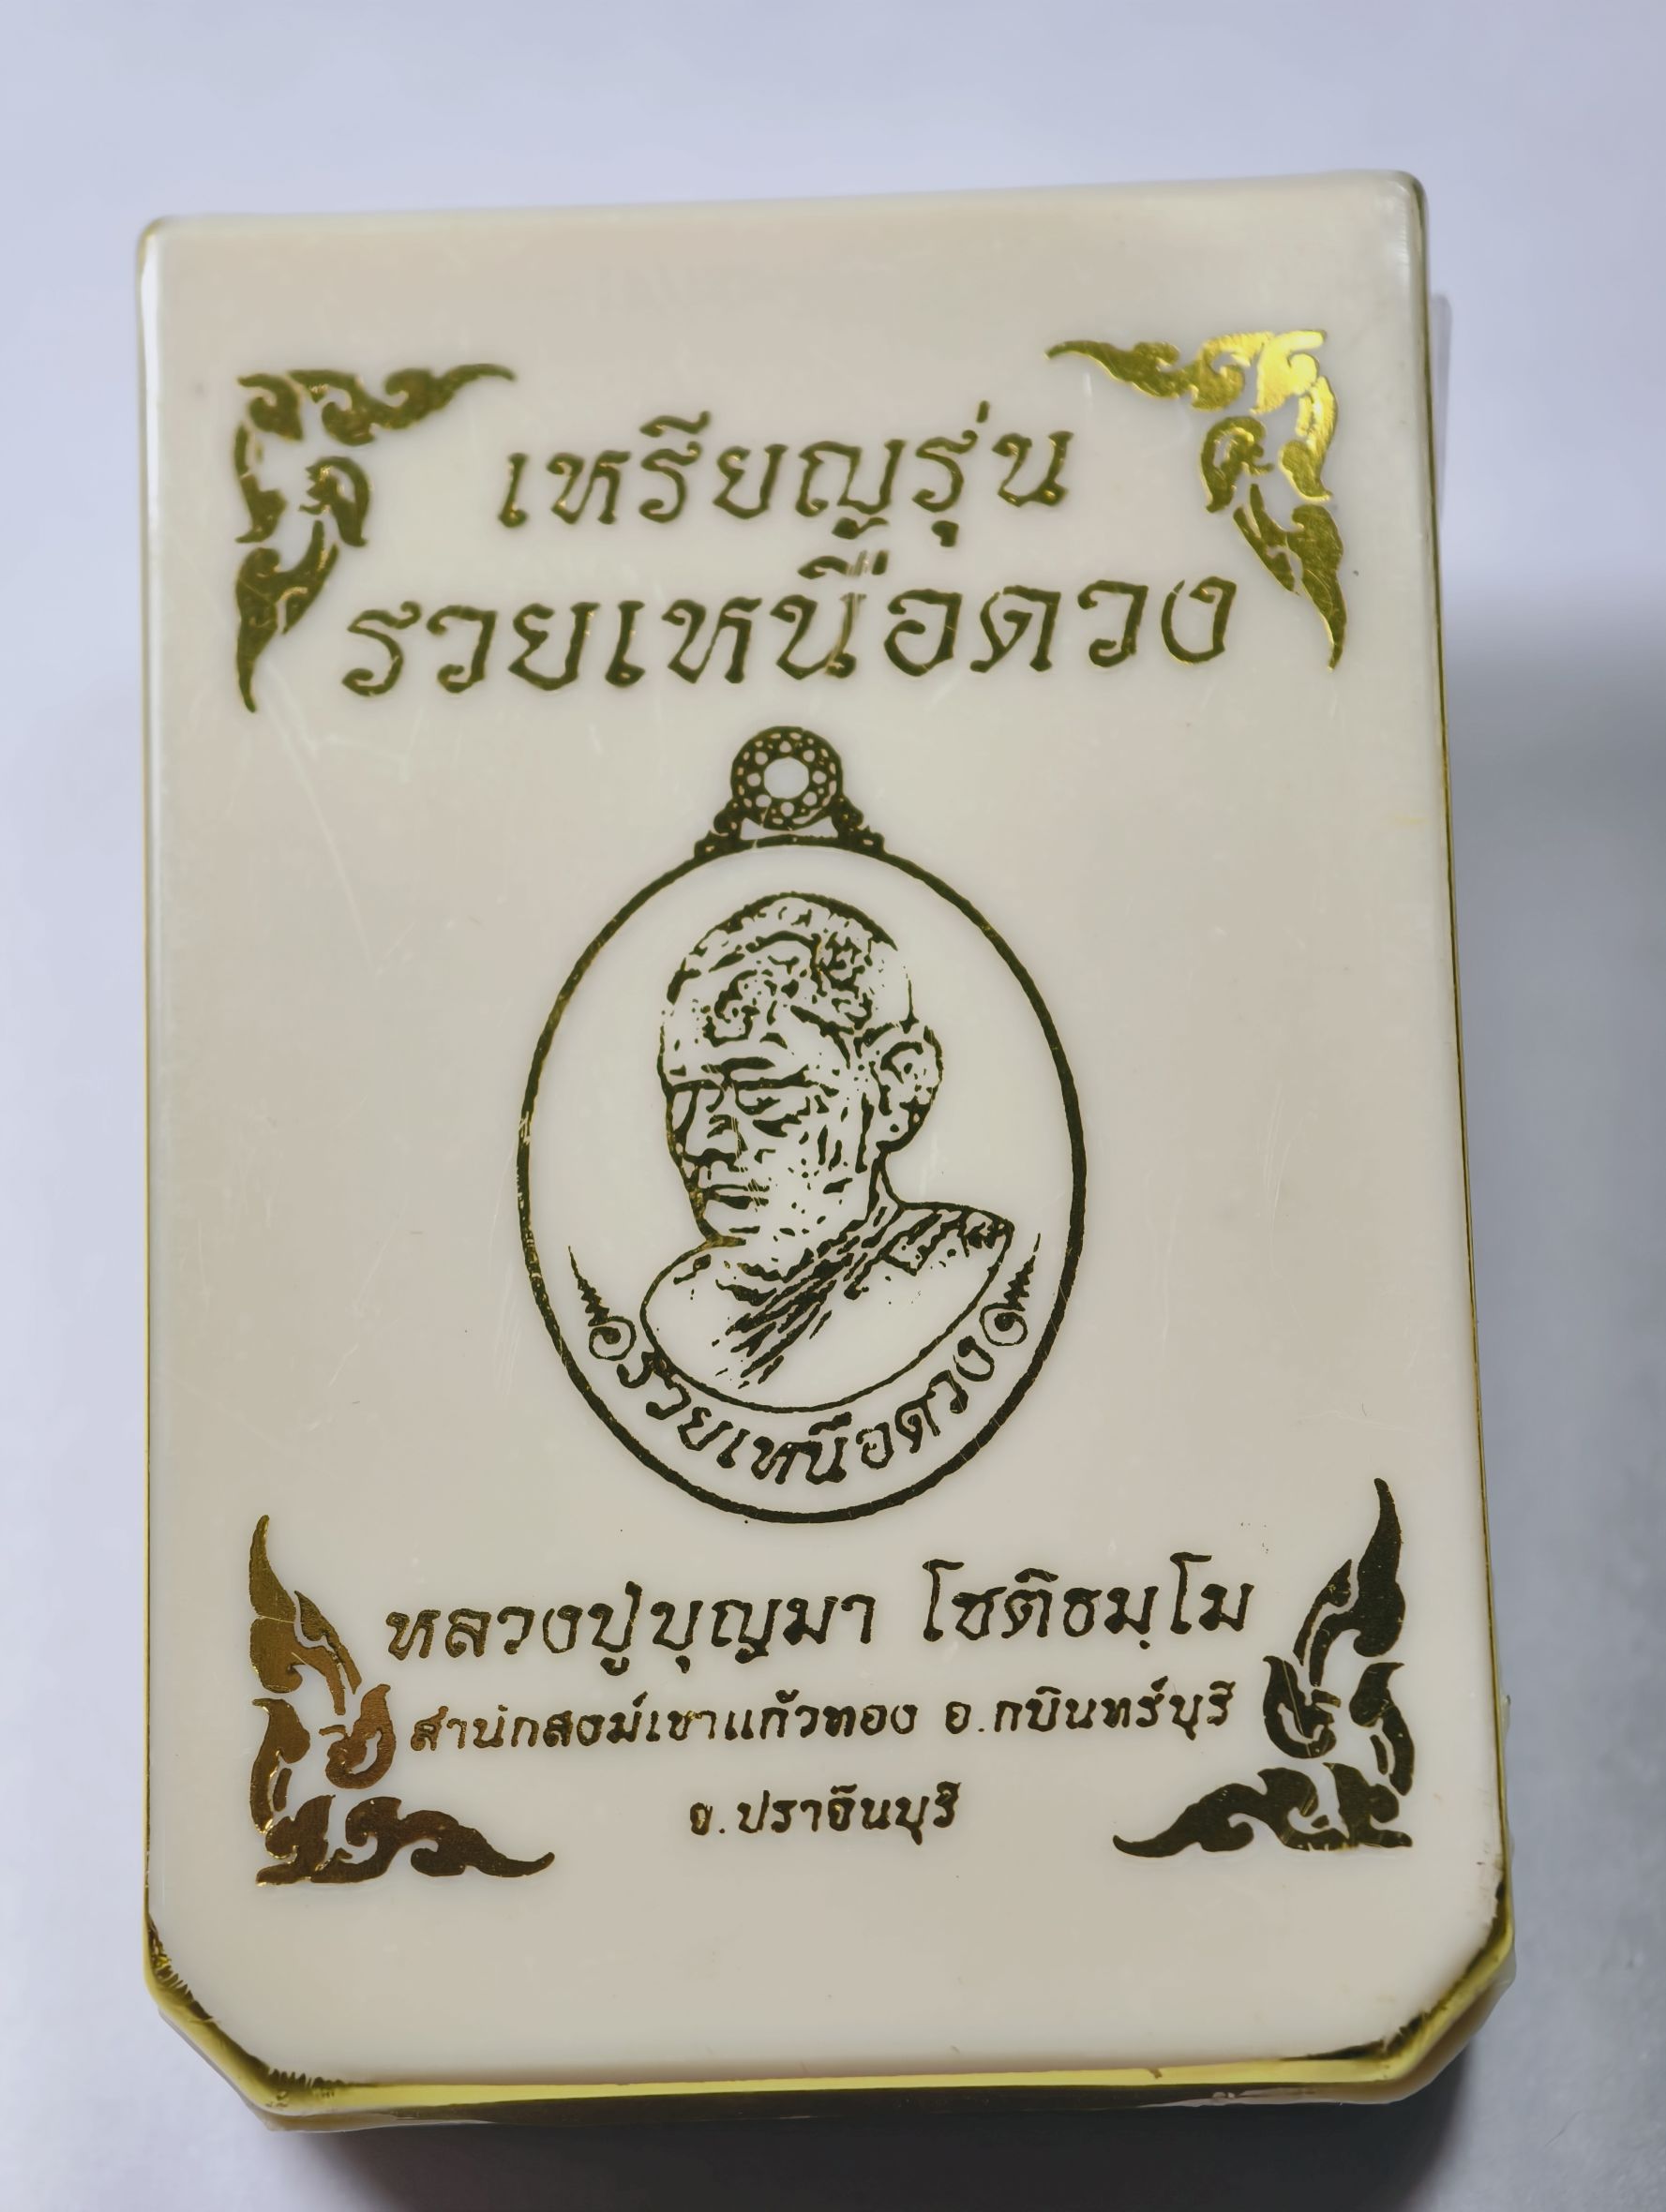 เหรียญรุ่น
รวยเหนือดวง
รวยเหนือดวง
หลวงปู่บุญมา โชติธมฺโม
สำนักสงฆ์เขาแก้วทอง อ.กบินทร์บุรี
จ.ปราจีนบุรี